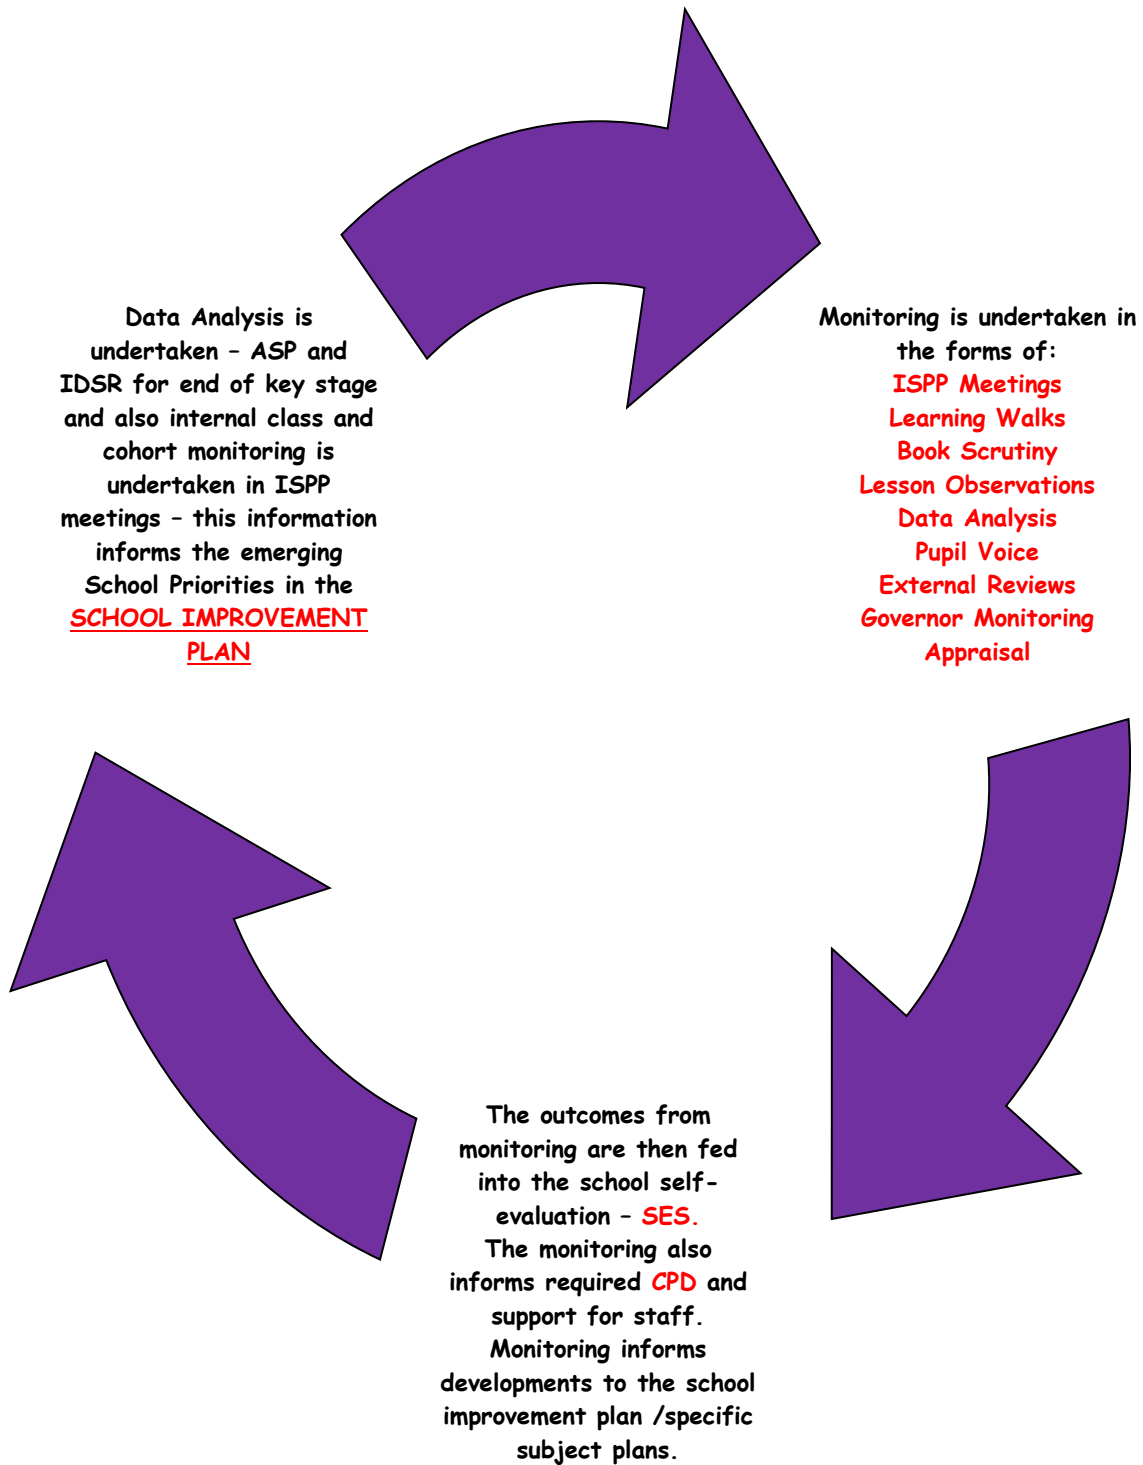 Data Analysis is
undertaken – ASP and
IDSR for end of key stage
and also internal class and
cohort monitoring is
undertaken in ISPP
meetings – this information
informs the emerging
School Priorities in the
SCHOOL IMPROVEMENT
PLAN
Monitoring is undertaken in
the forms of:
ISPP Meetings
Learning Walks
Book Scrutiny
Lesson Observations
Data Analysis
Pupil Voice
External Reviews
Governor Monitoring
Appraisal
The outcomes from
monitoring are then fed
into the school self-
evaluation – SES.
The monitoring also
informs required CPD and
support for staff.
Monitoring informs
developments to the school
improvement plan /specific
subject plans.